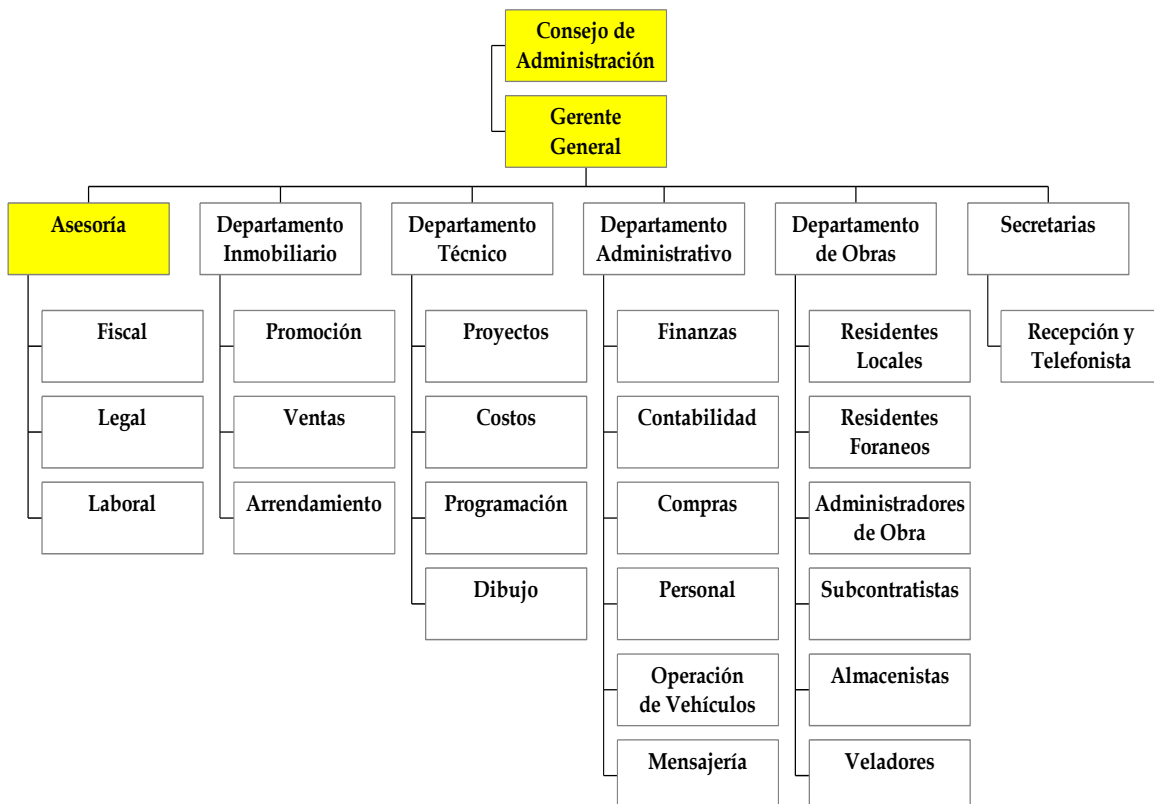 Consejo de
Administración
Gerente
General
Asesoría
Departamento
Inmobiliario
Departamento
Técnico
Departamento
Administrativo
Departamento
de Obras
Secretarias
Fiscal
Promoción
Proyectos
Finanzas
Residentes
Locales
Recepción y
Telefonista
Legal
Ventas
Costos
Contabilidad
Residentes
Foraneos
Laboral
Arrendamiento
Programación
Compras
Administradores
de Obra
Dibujo
Personal
Subcontratistas
Operación
de Vehículos
Almacenistas
Mensajería
Veladores